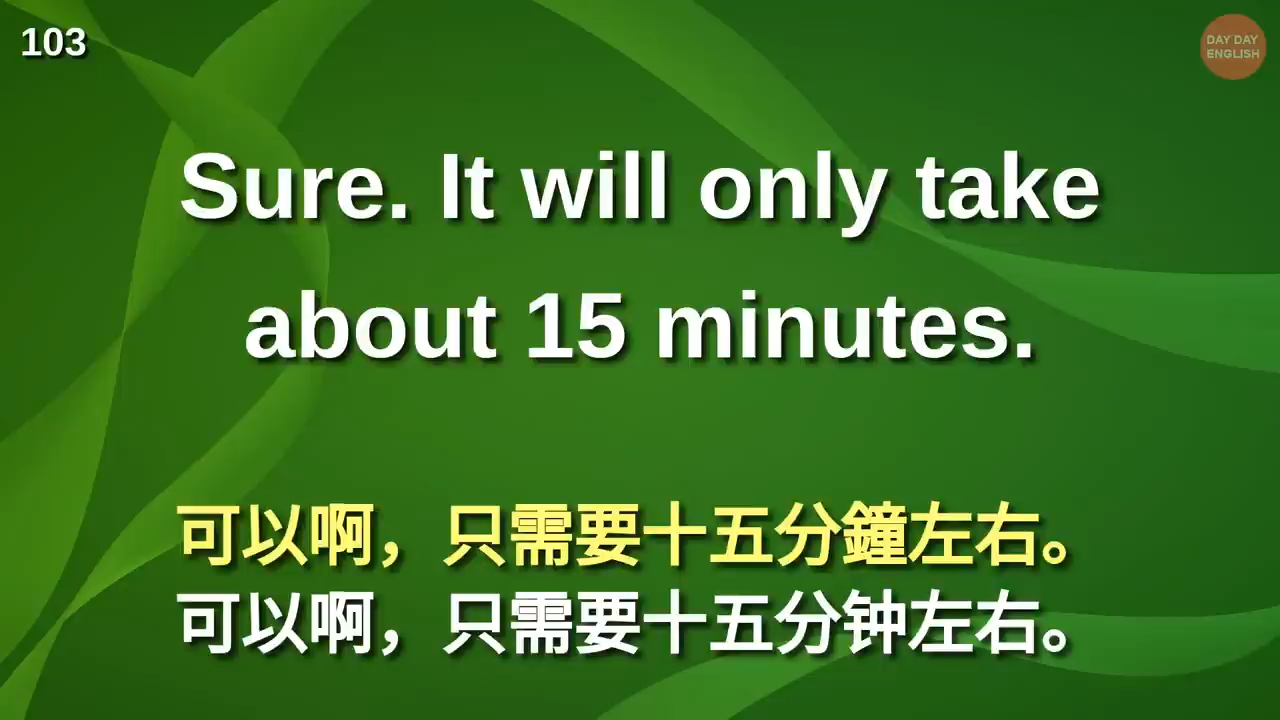 103
DAY DAY
ENGLISH
Sure. It will only take
about 15 minutes.
可以啊，只需要十五分鐘左右。
可以啊，只需要十五分钟左右。